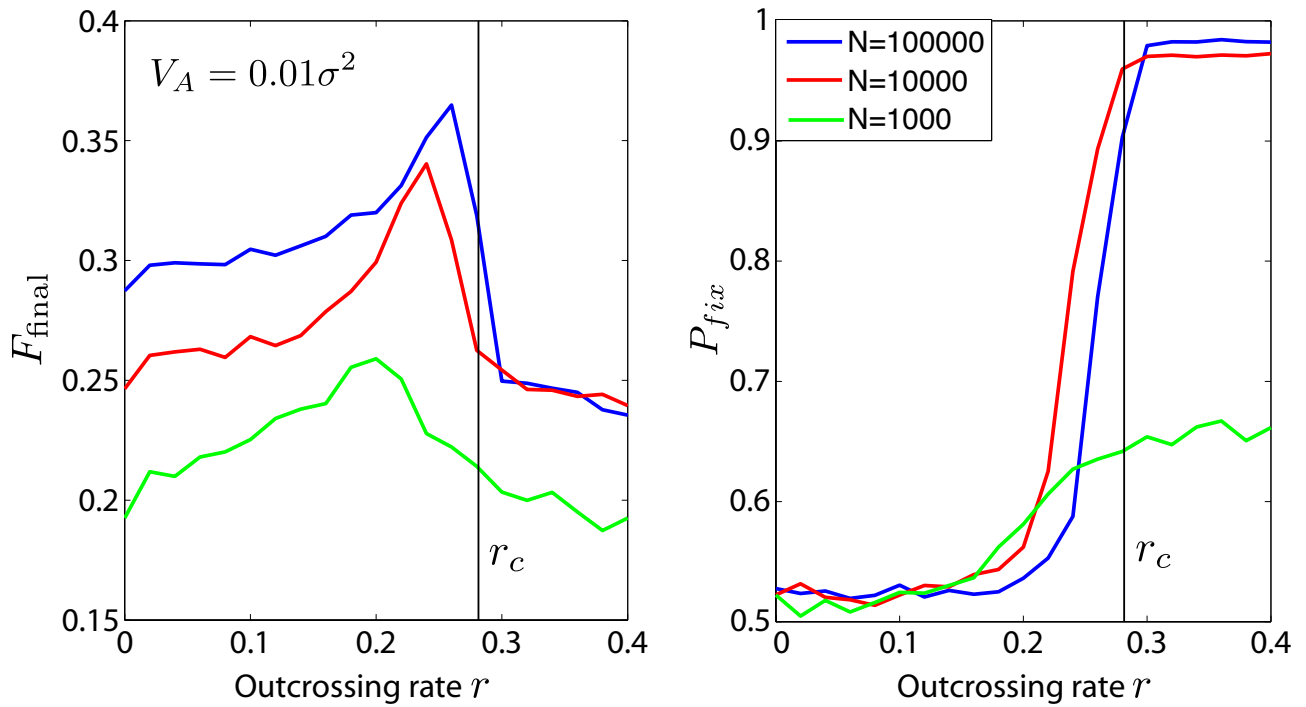 0.4
0.35
0.3
0.25
0.2
0.15
F_final
V_A = 0.01σ²
r_c
0 0.1 0.2 0.3 0.4
Outcrossing rate r
1
0.9
0.8
0.7
0.6
0.5
P_fix
N=100000
N=10000
N=1000
r_c
0 0.1 0.2 0.3 0.4
Outcrossing rate r